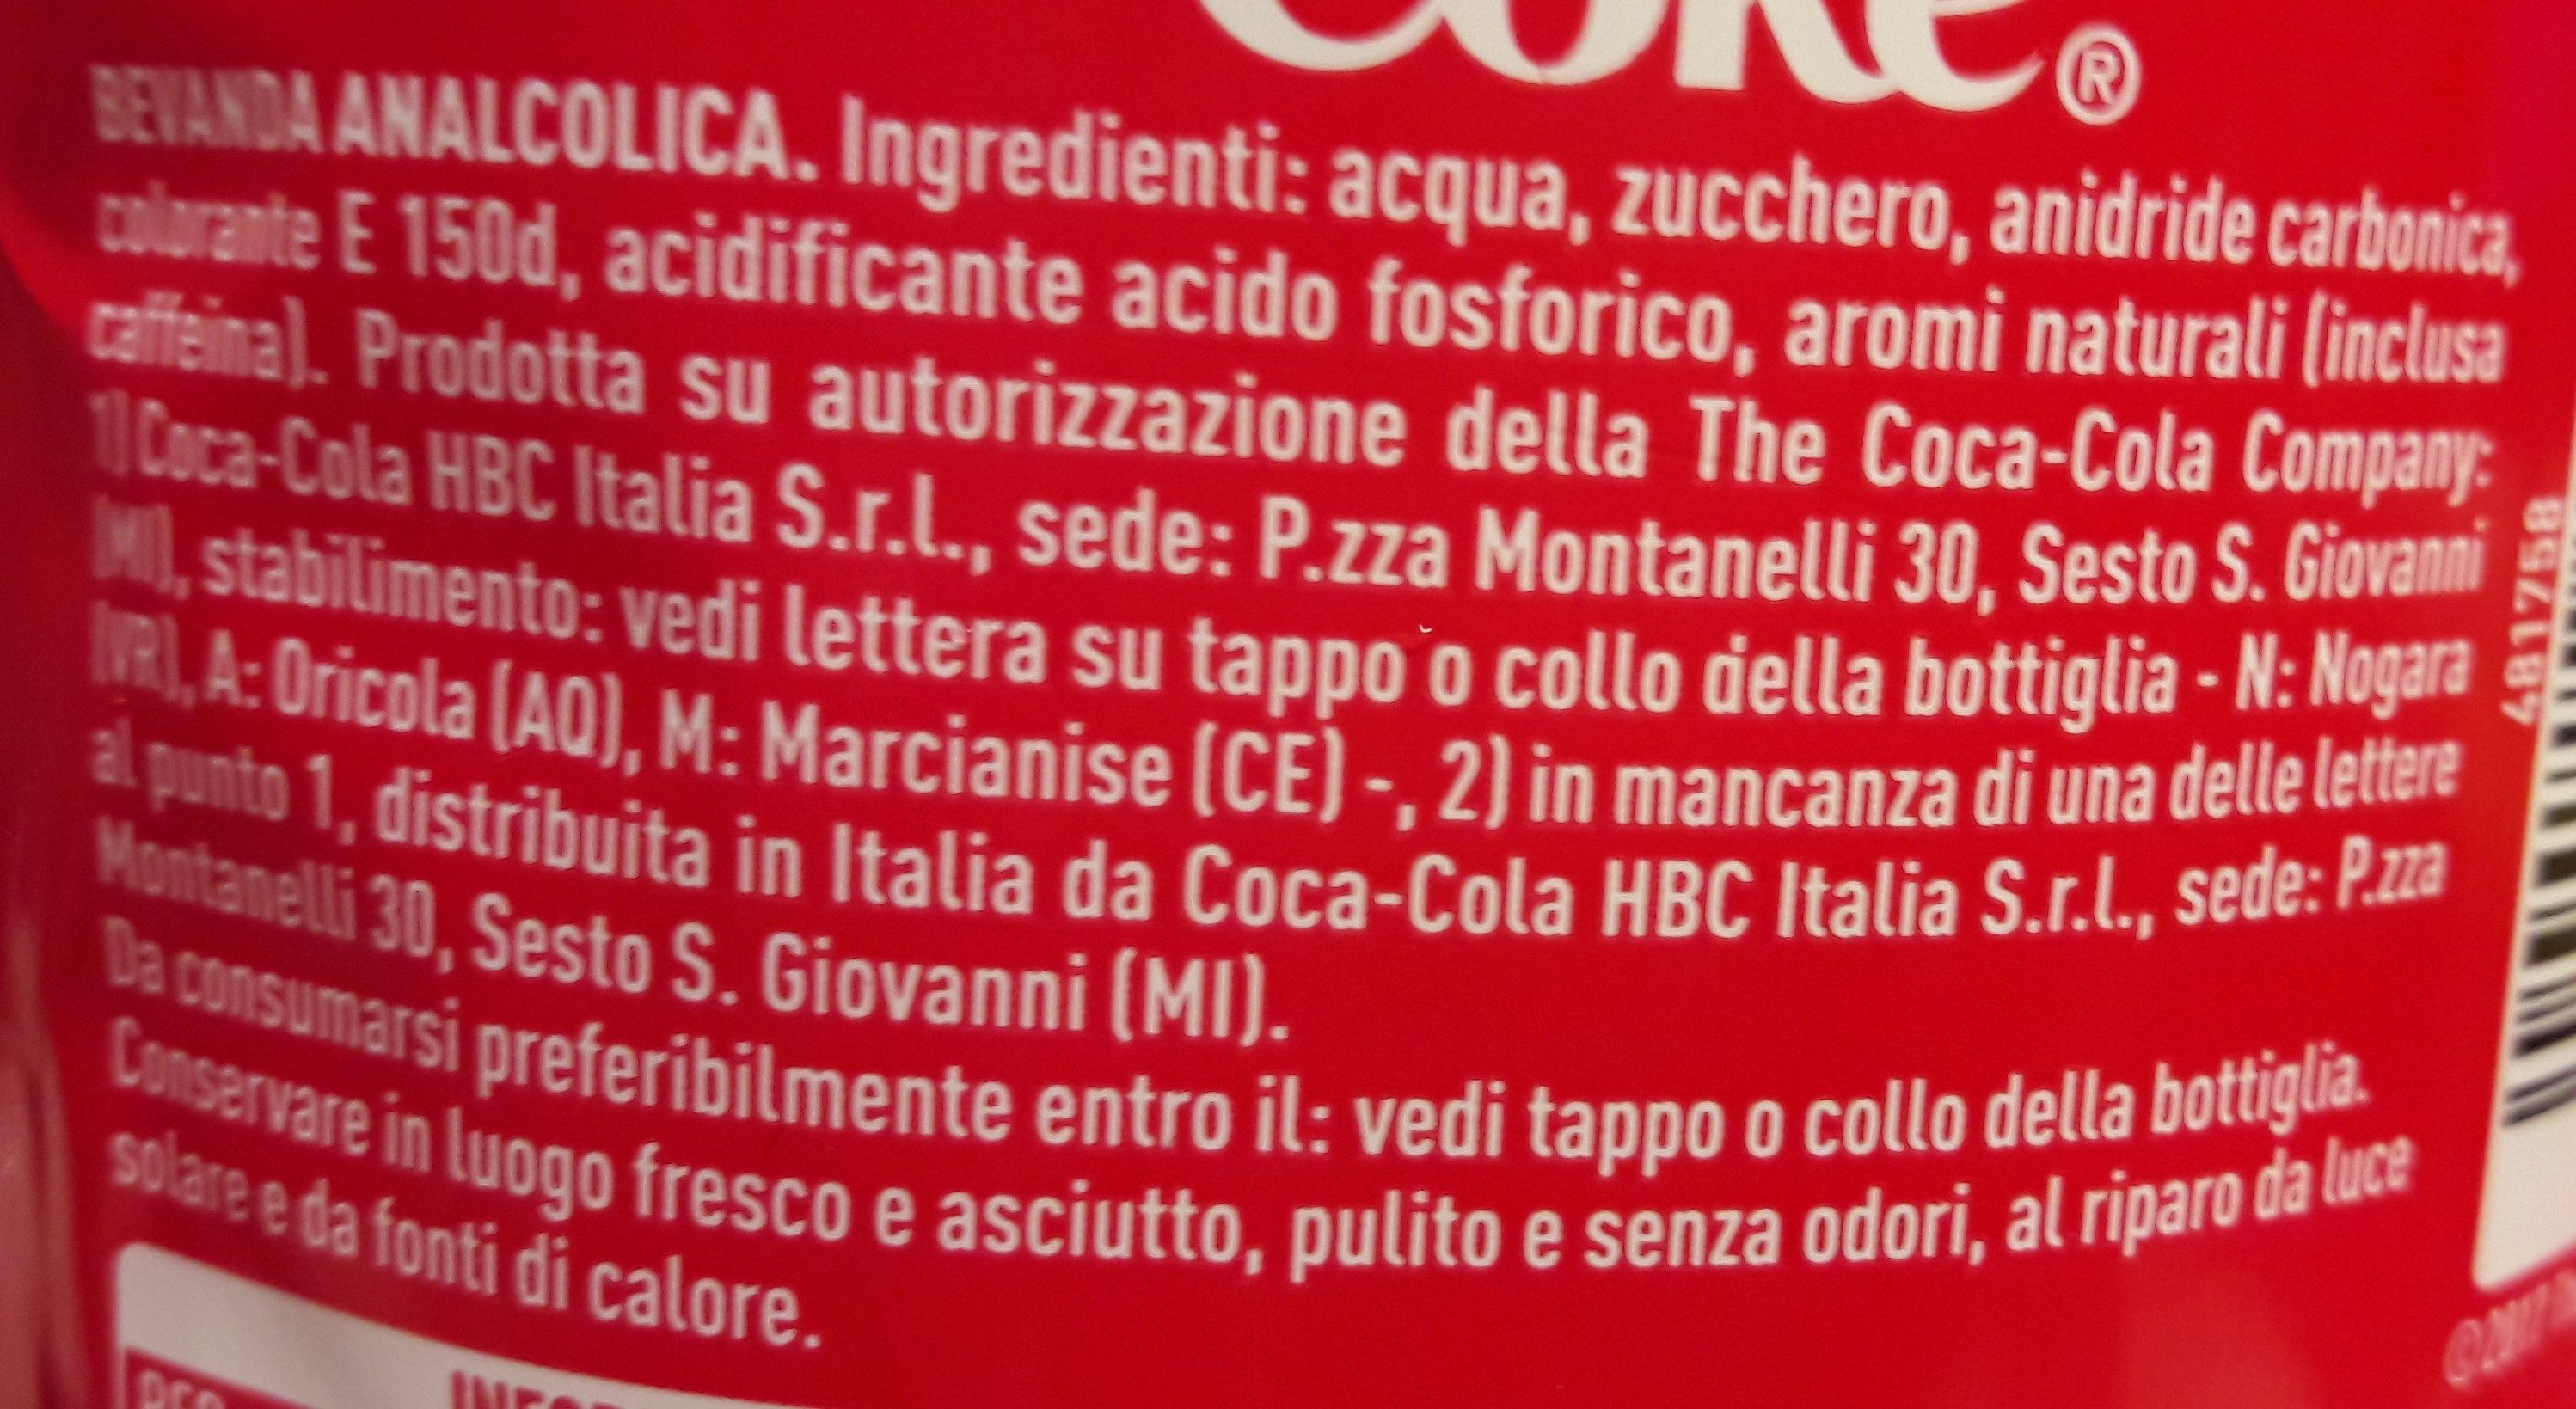 Coke®
BEVANDA ANALCOLICA. Ingredienti: acqua, zucchero, anidride carbonica,
colorante E 150d, acidificante acido fosforico, aromi naturali (inclusa
caffeina). Prodotta su autorizzazione della The Coca-Cola Company:
1) Coca-Cola HBC Italia S.r.l., sede: P.zza Montanelli 30, Sesto S. Giovanni
(MI), stabilimento: vedi lettera su tappo o collo della bottiglia - N: Nogara
(VR), A: Oricola (AQ), M: Marcianise (CE) -, 2) in mancanza di una delle lettere
al punto 1, distribuita in Italia da Coca-Cola HBC Italia S.r.l., sede: P.zza
Montanelli 30, Sesto S. Giovanni (MI).
Da consumarsi preferibilmente entro il: vedi tappo o collo della bottiglia.
Conservare in luogo fresco e asciutto, pulito e senza odori, al riparo da luce
solare e da fonti di calore.
4817758
©2017